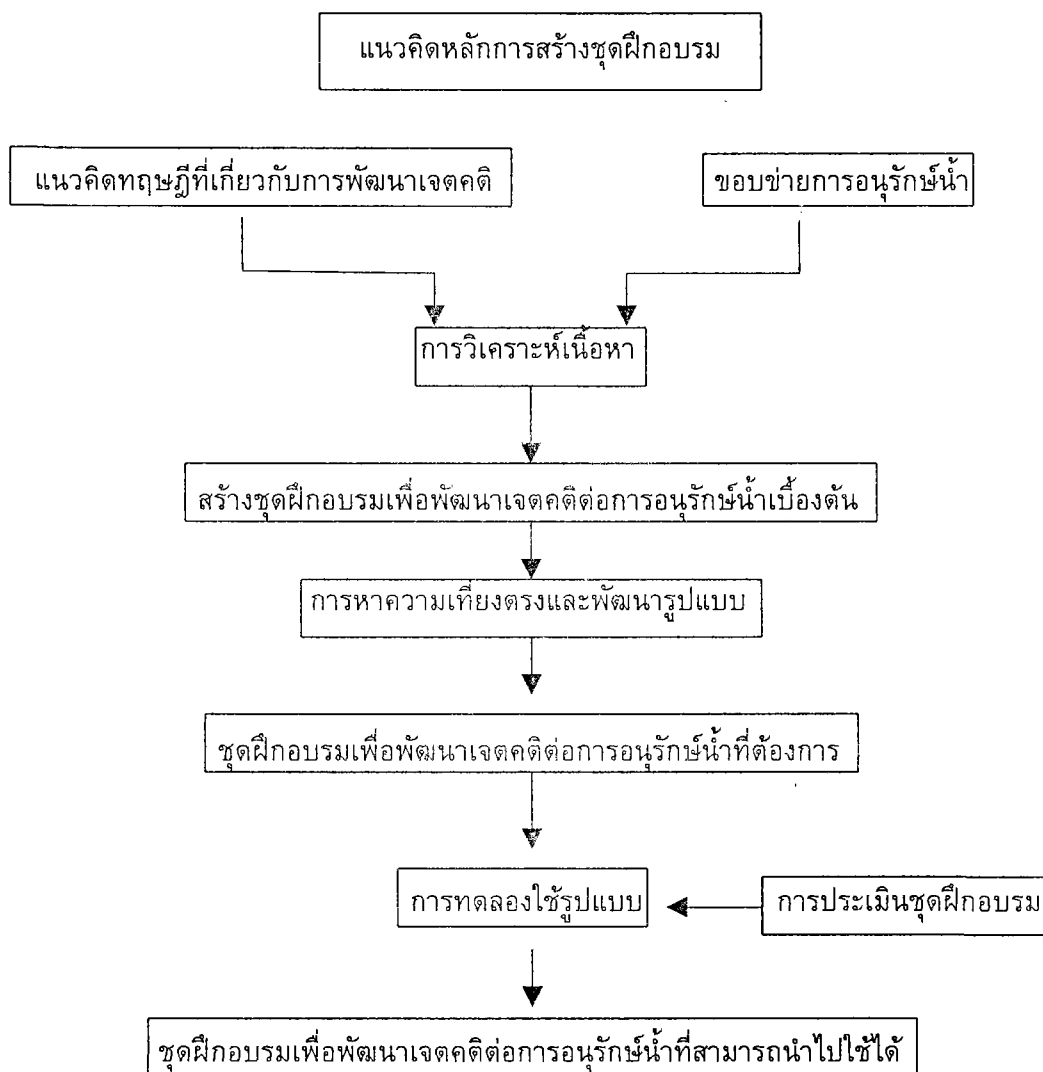 แนวคิดหลักการสร้างชุดฝึกอบรม
แนวคิดทฤษฎีที่เกี่ยวกับการพัฒนาเจตคติ
ขอบข่ายการอนุรักษ์น้ำ
การวิเคราะห์เนื้อหา
สร้างชุดฝึกอบรมเพื่อพัฒนาเจตคติต่อการอนุรักษ์น้ำเบื้องต้น
การหาความเที่ยงตรงและพัฒนารูปแบบ
ชุดฝึกอบรมเพื่อพัฒนาเจตคติต่อการอนุรักษ์น้ำที่ต้องการ
การทดลองใช้รูปแบบ
การประเมินชุดฝึกอบรม
ชุดฝึกอบรมเพื่อพัฒนาเจตคติต่อการอนุรักษ์น้ำที่สามารถนำไปใช้ได้